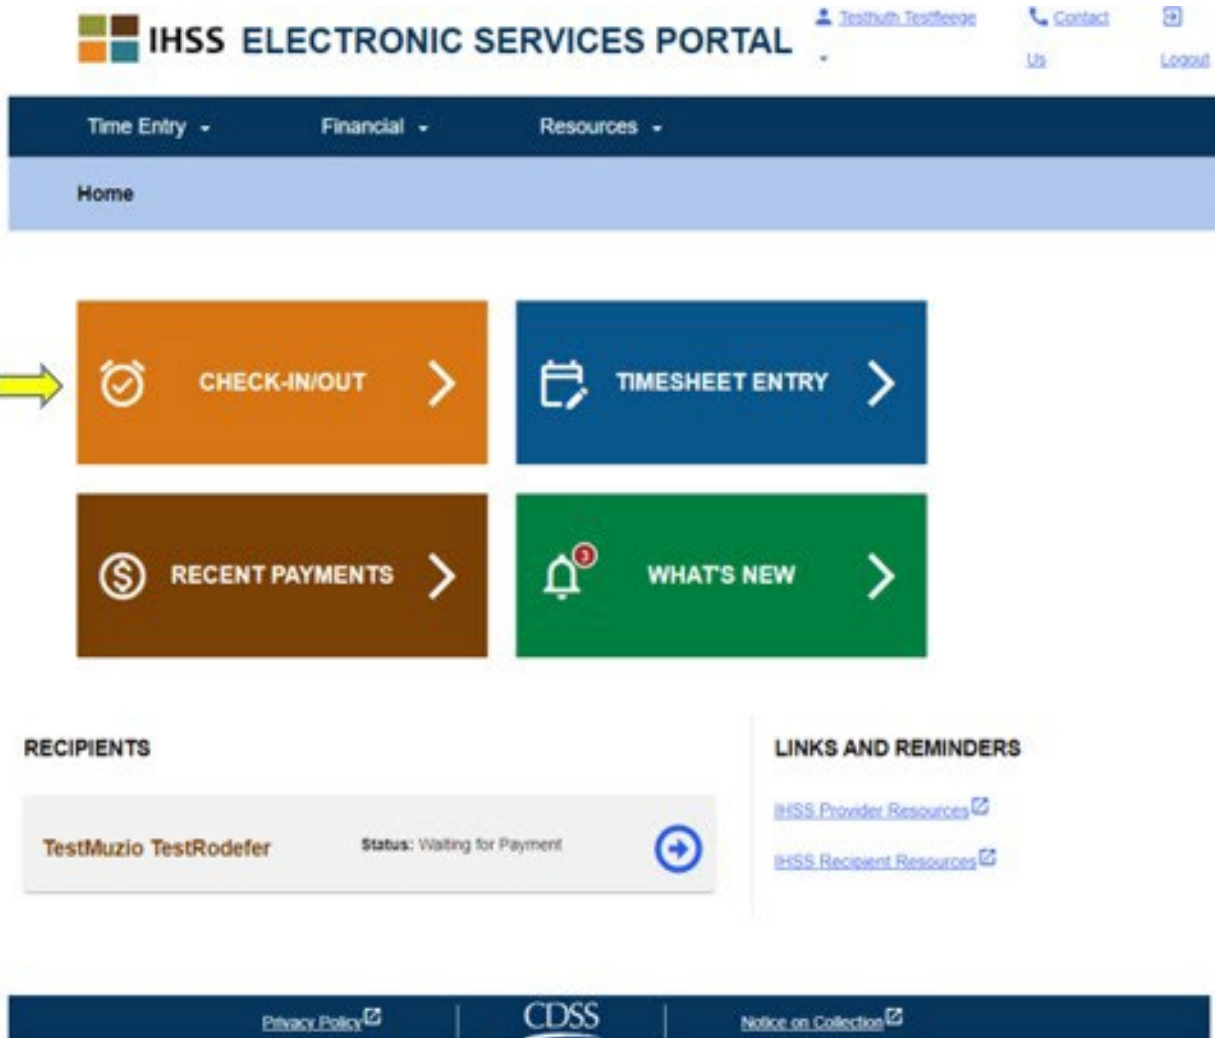 IHSS ELECTRONIC SERVICES PORTAL
Testhuth Testfleege
Contact Us
Logout
Time Entry
Financial
Resources
Home
CHECK-IN/OUT
TIMESHEET ENTRY
RECENT PAYMENTS
3
WHAT'S NEW
RECIPIENTS
LINKS AND REMINDERS
TestMuzio TestRodefer
Status: Waiting for Payment
IHSS Provider Resources
IHSS Recipient Resources
Privacy Policy
CDSS
Notice on Collection